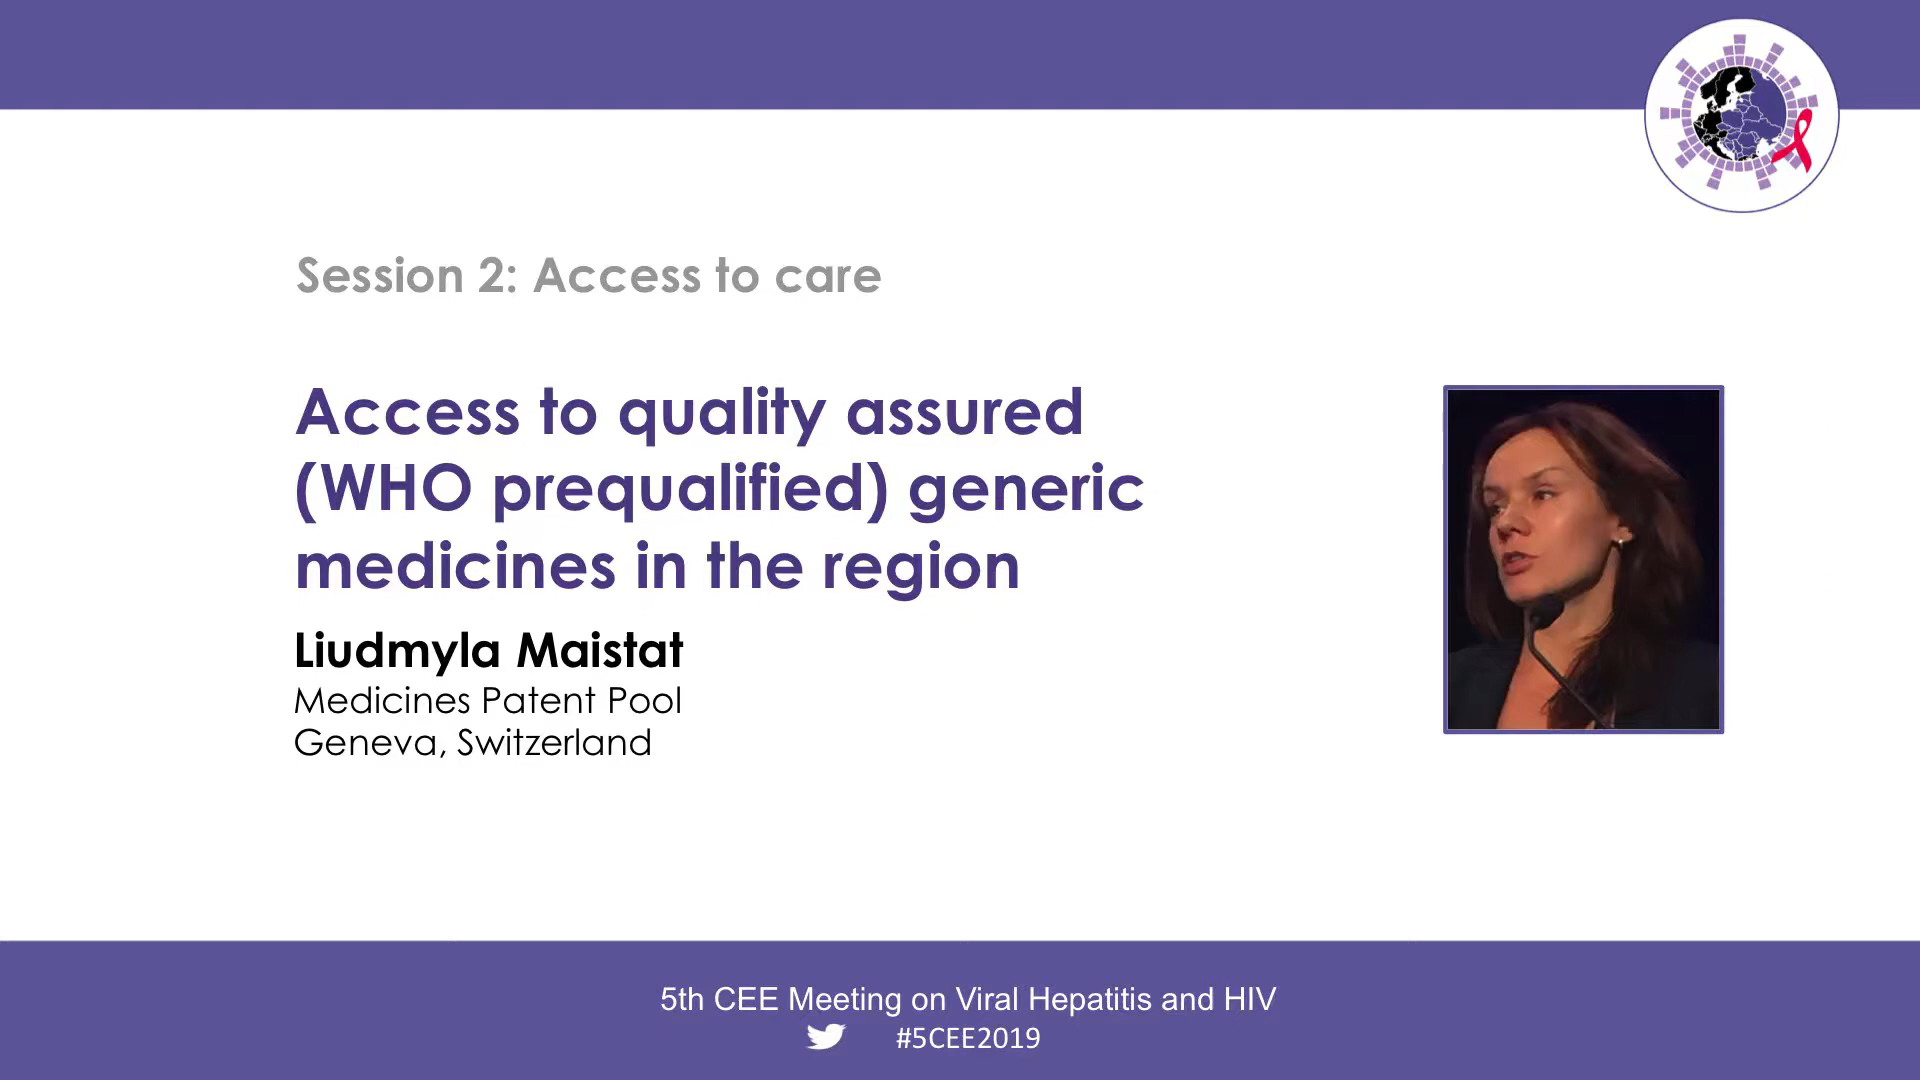 Session 2: Access to care
Access to quality assured
(WHO prequalified) generic
medicines in the region
Liudmyla Maistat
Medicines Patent Pool
Geneva, Switzerland
5th CEE Meeting on Viral Hepatitis and HIV
#5CEE2019